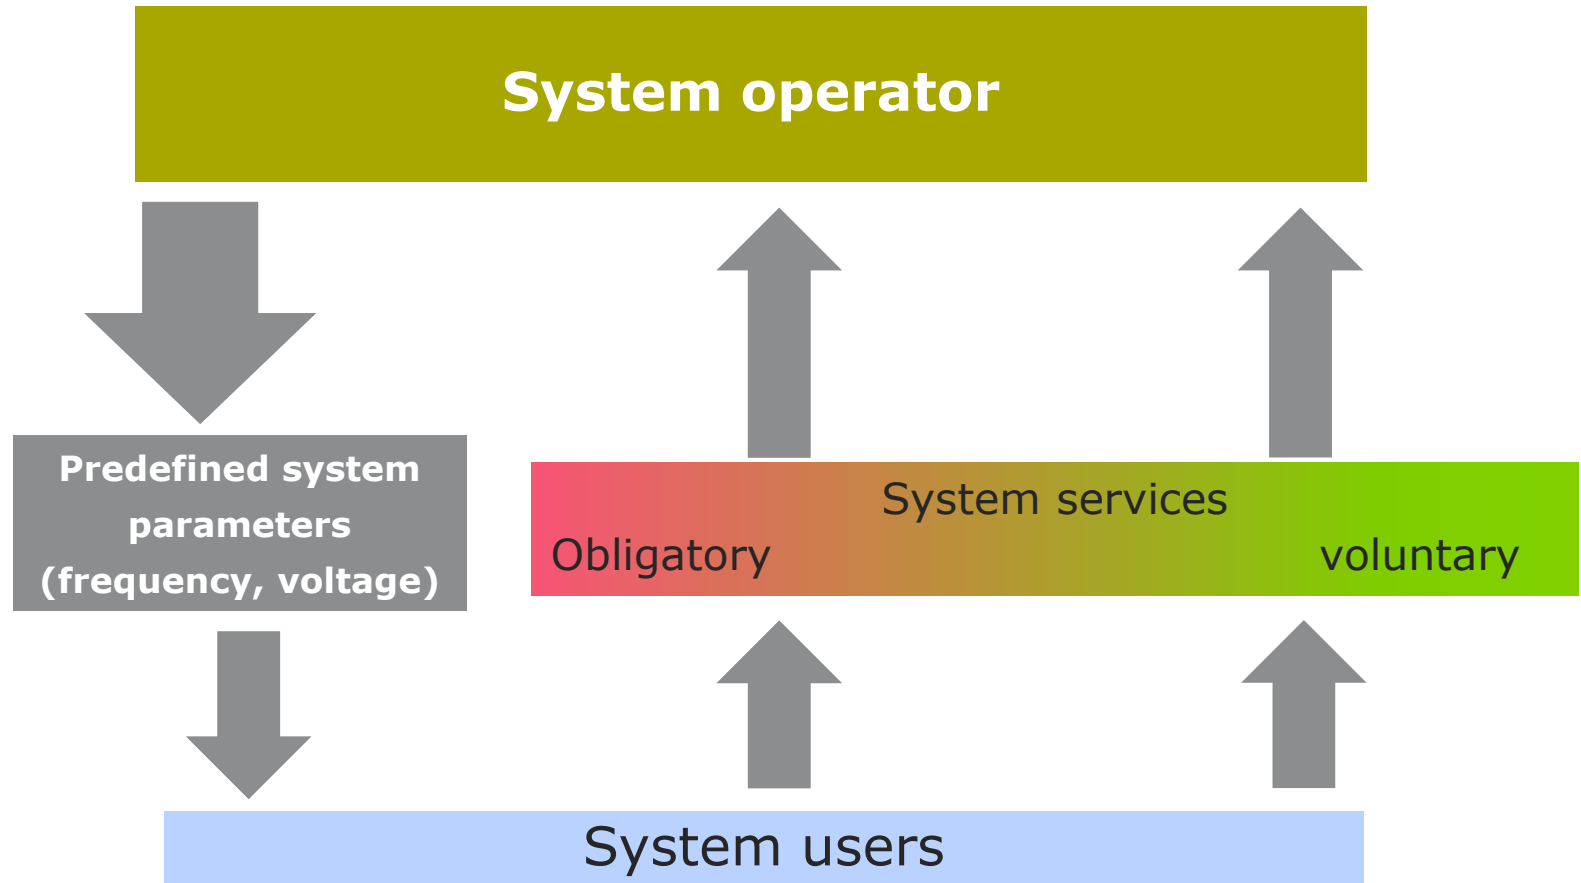 System operator
Predefined system
parameters
(frequency, voltage)
System services
Obligatory voluntary
System users